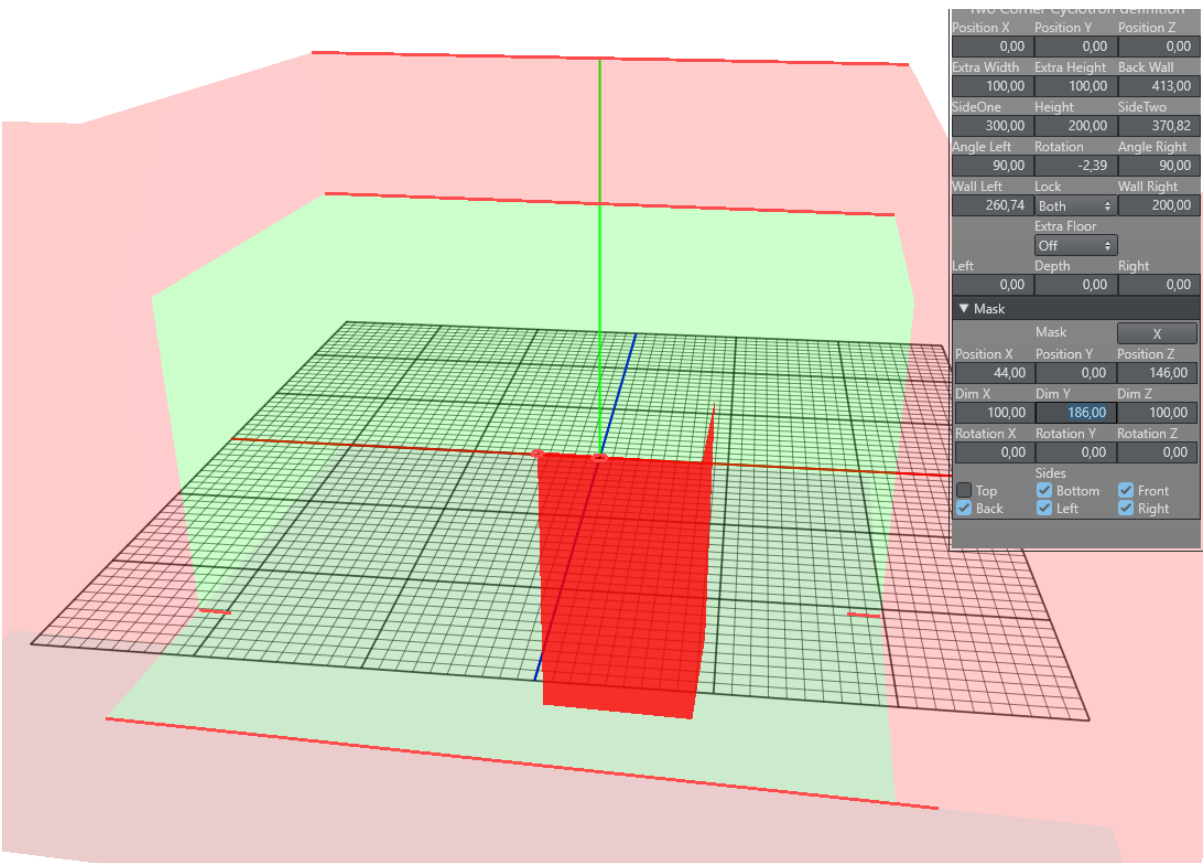 Two Corner Cyclotron definition
Position X Position Y Position Z
0,00 0,00 0,00
Extra Width Extra Height Back Wall
100,00 100,00 413,00
SideOne Height SideTwo
300,00 200,00 370,82
Angle Left Rotation Angle Right
90,00 -2,39 90,00
Wall Left Lock Wall Right
260,74 Both 200,00
Extra Floor
Off
Left Depth Right
0,00 0,00 0,00
▼ Mask
Mask X
Position X Position Y Position Z
44,00 0,00 146,00
Dim X Dim Y Dim Z
100,00 186,00 100,00
Rotation X Rotation Y Rotation Z
0,00 0,00 0,00
Sides
Top Bottom Front
Back Left Right